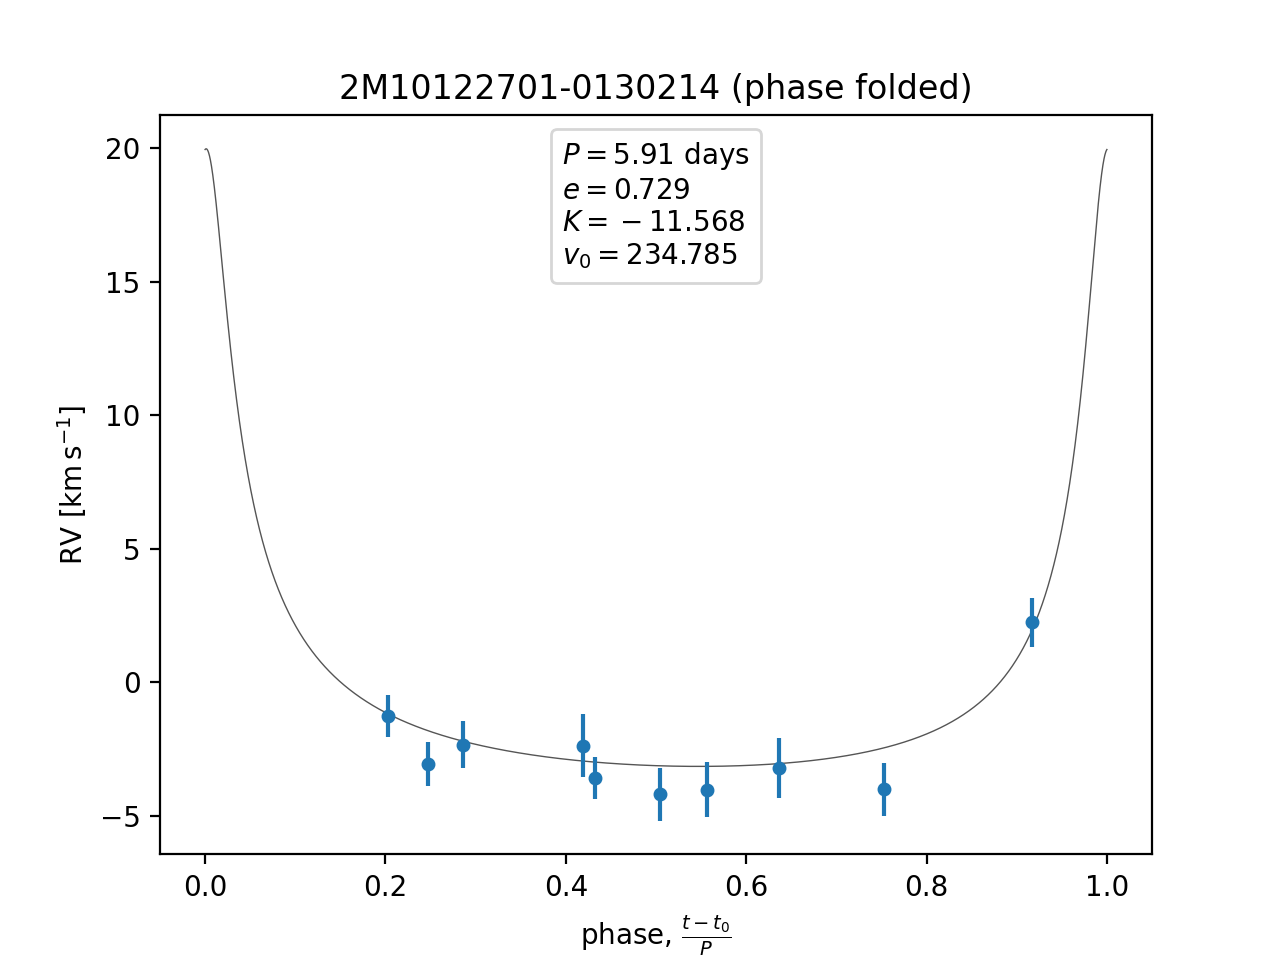 2M10122701-0130214 (phase folded)
P = 5.91 days
e = 0.729
K = −11.568
v₀ = 234.785
RV [km s⁻¹]
20
15
10
5
0
−5
0.0 0.2 0.4 0.6 0.8 1.0
phase, (t − t₀)/P